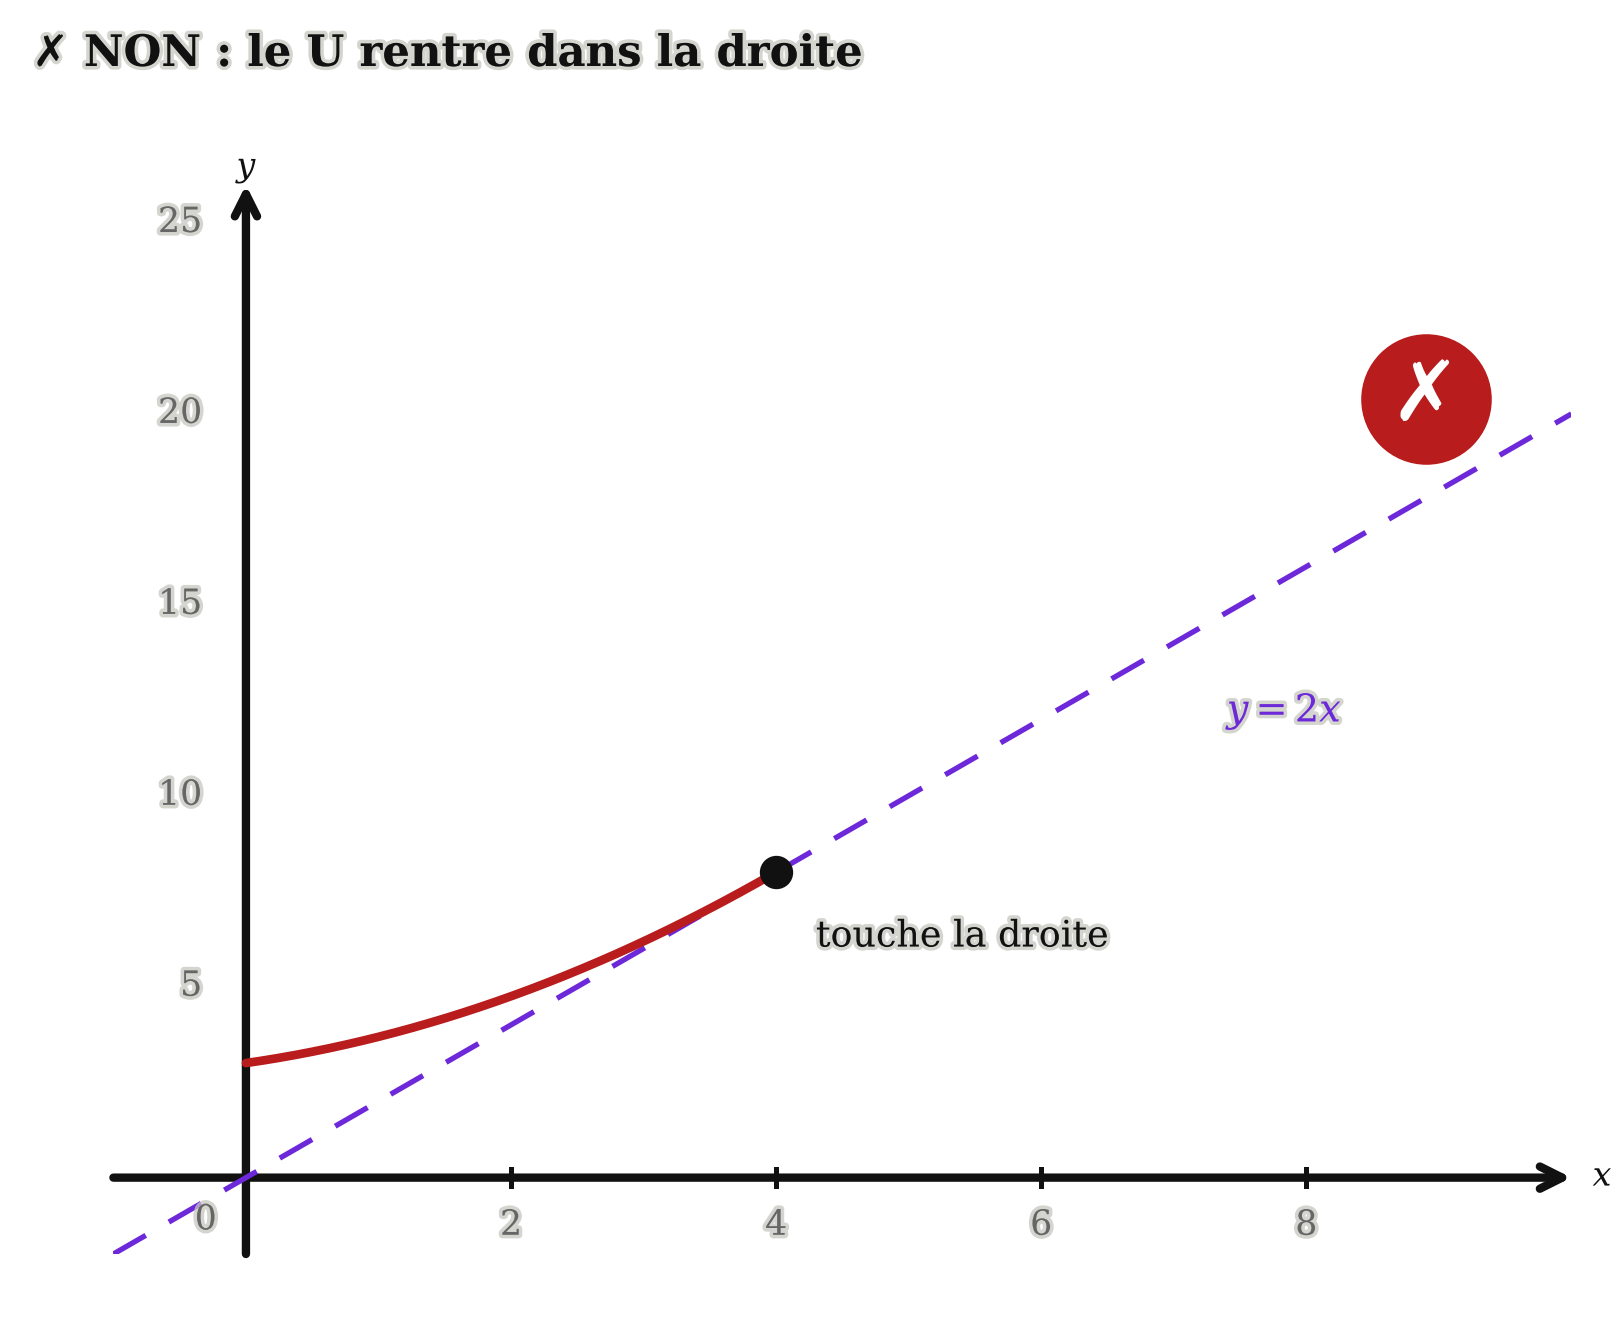 ✗ NON : le U rentre dans la droite
y
25
20
✗
15
y = 2x
10
touche la droite
5
x
0
2 4 6 8